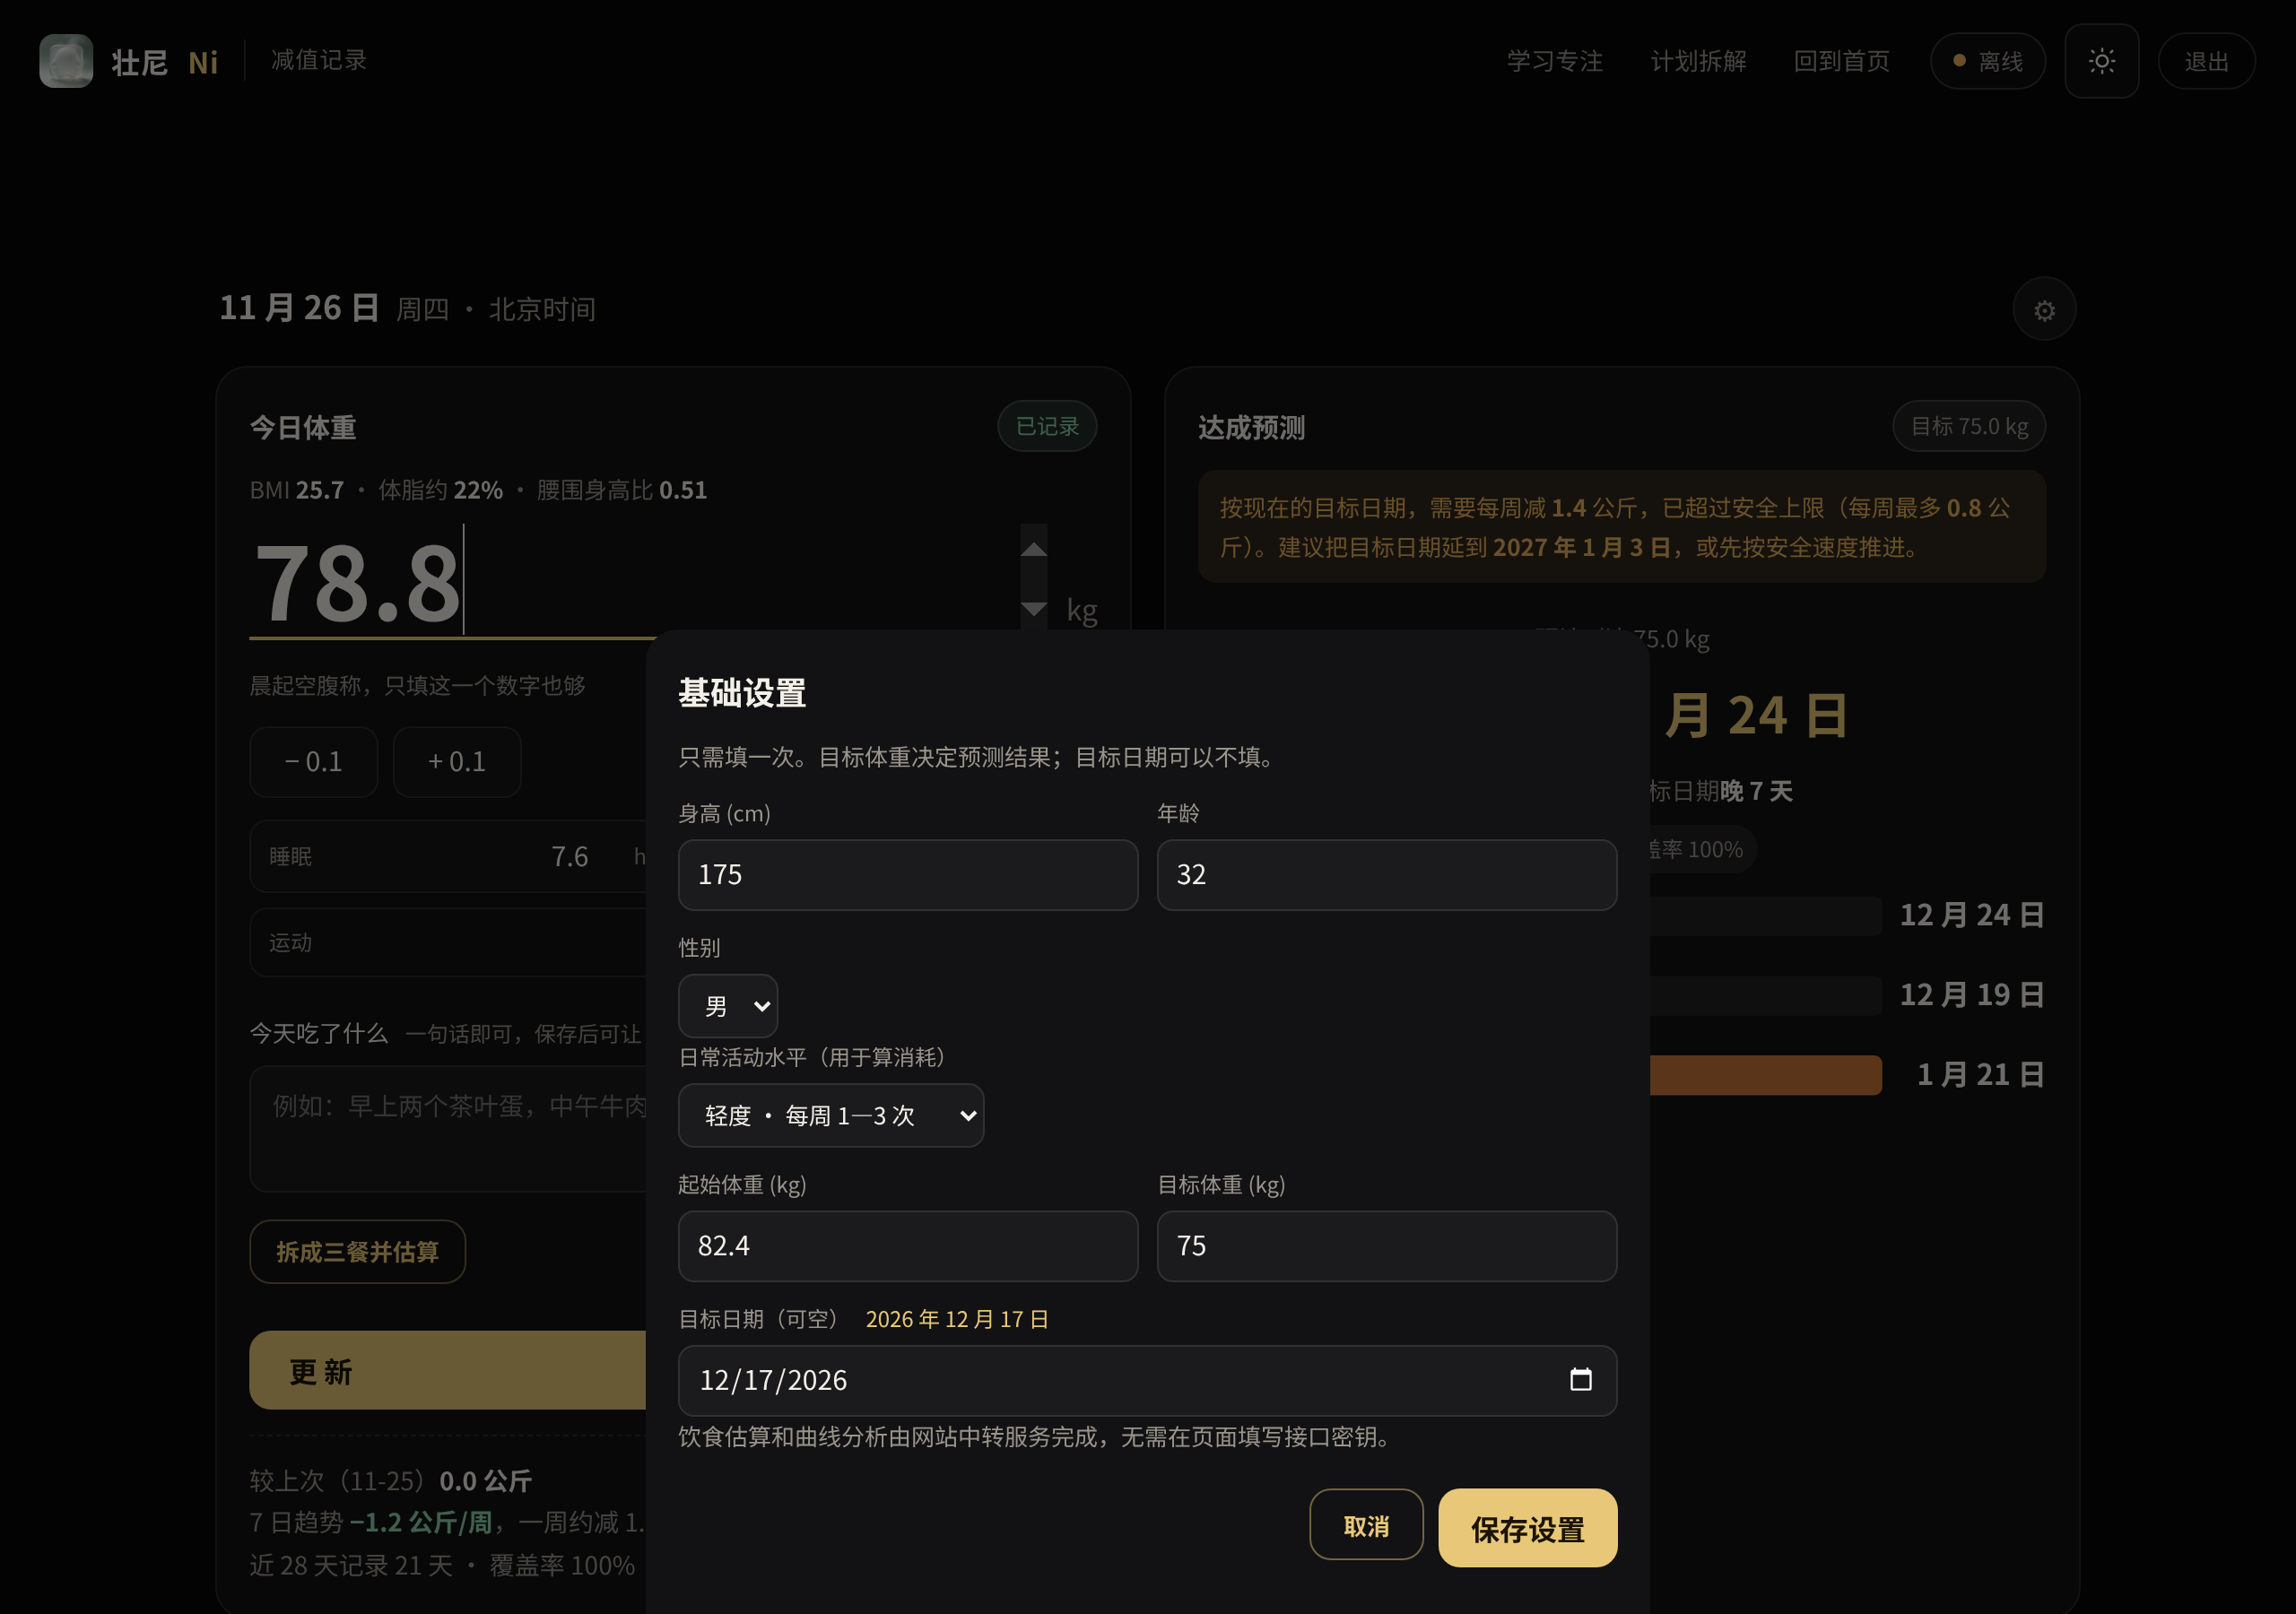 壮尼 Ni 减值记录
学习专注 计划拆解 回到首页 离线 退出
11 月 26 日 周四 · 北京时间
今日体重 已记录
BMI 25.7 · 体脂约 22% · 腰围身高比 0.51
78.8 kg
晨起空腹称，只填这一个数字也够
− 0.1 + 0.1
睡眠 7.6 h
运动
今天吃了什么 一句话即可，保存后可让
例如：早上两个茶叶蛋，中午牛肉
拆成三餐并估算
更 新
较上次（11-25）0.0 公斤
7 日趋势 −1.2 公斤/周，一周约减 1.
近 28 天记录 21 天 · 覆盖率 100%
达成预测 目标 75.0 kg
按现在的目标日期，需要每周减 1.4 公斤，已超过安全上限（每周最多 0.8 公
斤）。建议把目标日期延到 2027 年 1 月 3 日，或先按安全速度推进。
75.0 kg
月 24 日
标日期晚 7 天
盖率 100%
12 月 24 日
12 月 19 日
1 月 21 日
基础设置
只需填一次。目标体重决定预测结果；目标日期可以不填。
身高 (cm) 年龄
175 32
性别
男
日常活动水平（用于算消耗）
轻度 · 每周 1—3 次
起始体重 (kg) 目标体重 (kg)
82.4 75
目标日期（可空） 2026 年 12 月 17 日
12/17/2026
饮食估算和曲线分析由网站中转服务完成，无需在页面填写接口密钥。
取消 保存设置